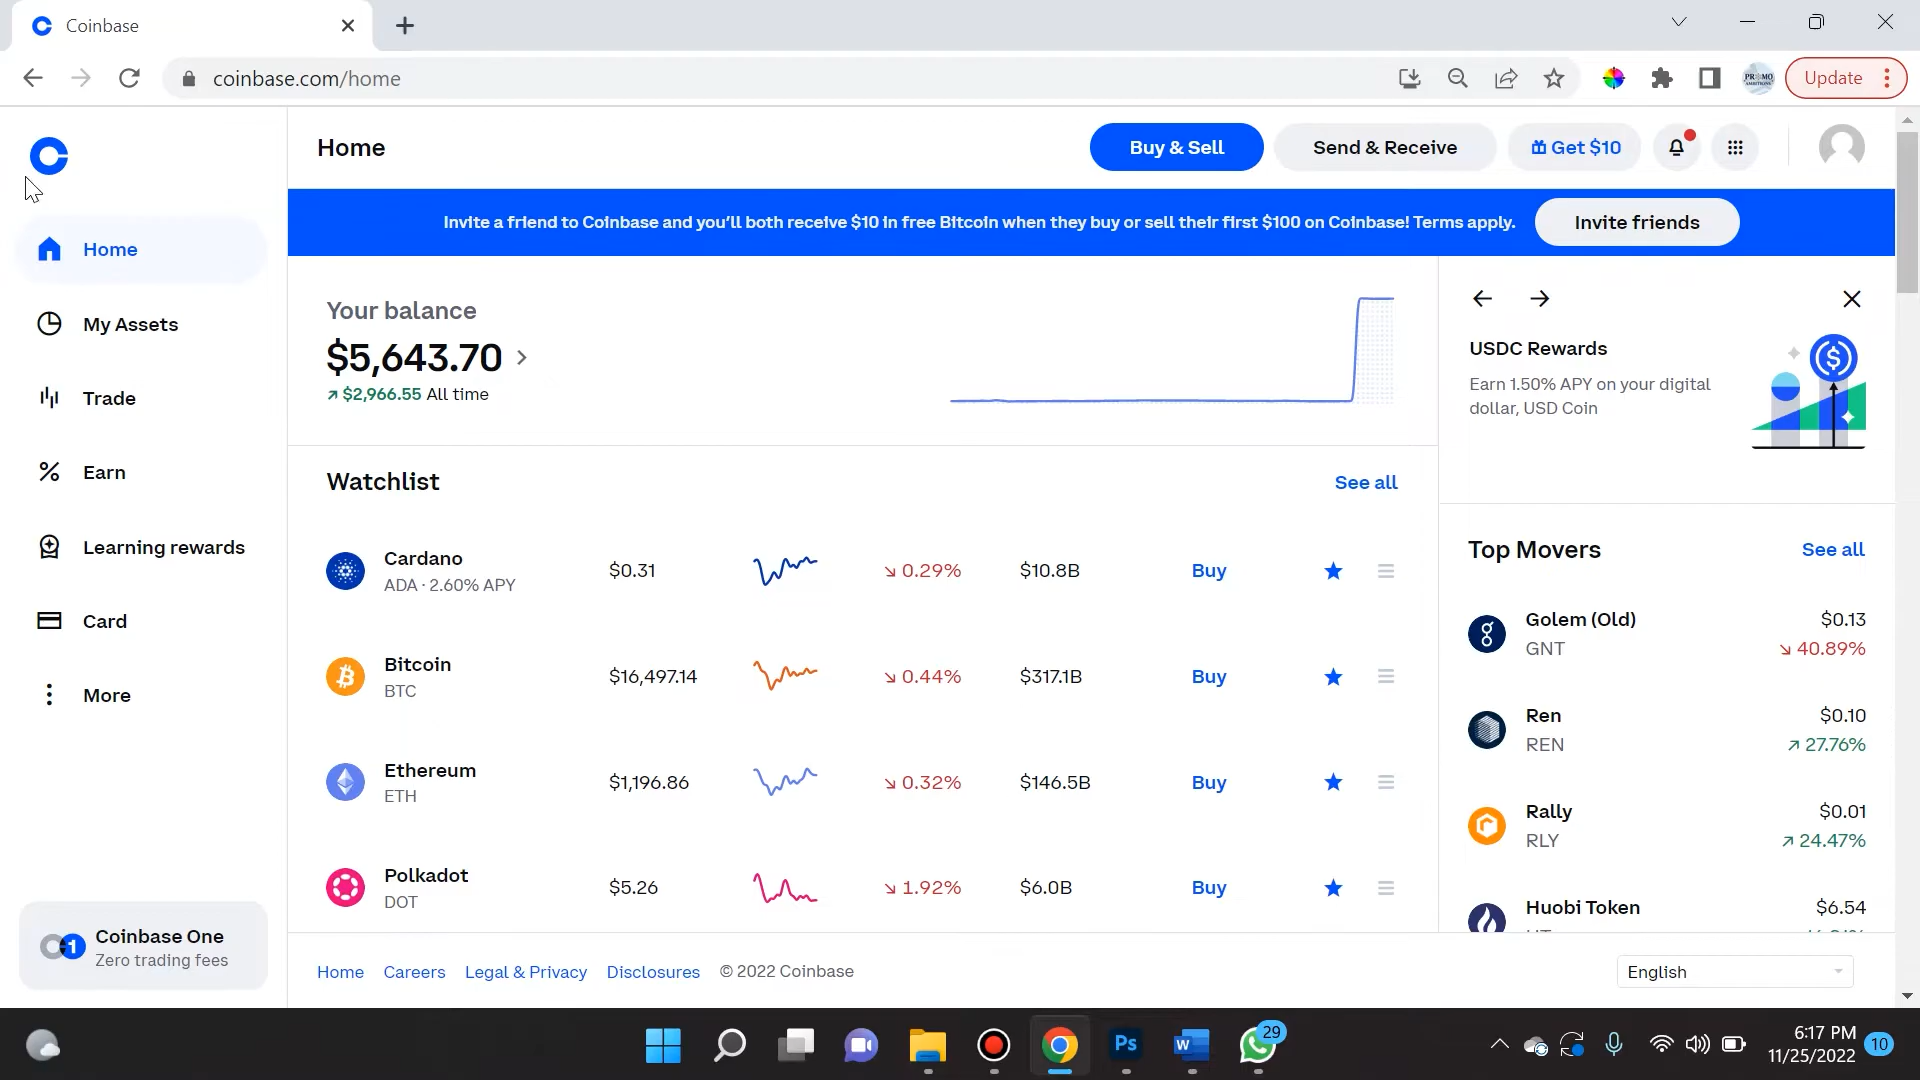 Coinbase
coinbase.com/home
PROMO
Update
Home
Buy & Sell
Send & Receive
Get $10
Invite a friend to Coinbase and you'll both receive $10 in free Bitcoin when they buy or sell their first $100 on Coinbase! Terms apply.
Invite friends
Home
My Assets
Trade
Earn
Learning rewards
Card
More
Coinbase One
Zero trading fees
Your balance
$5,643.70
$2,966.55 All time
Watchlist
See all
Cardano
ADA · 2.60% APY
$0.31
0.29%
$10.8B
Buy
Bitcoin
BTC
$16,497.14
0.44%
$317.1B
Buy
Ethereum
ETH
$1,196.86
0.32%
$146.5B
Buy
Polkadot
DOT
$5.26
1.92%
$6.0B
Buy
USDC Rewards
Earn 1.50% APY on your digital
dollar, USD Coin
Top Movers
See all
Golem (Old)
GNT
$0.13
40.89%
Ren
REN
$0.10
27.76%
Rally
RLY
$0.01
24.47%
Huobi Token
$6.54
Home
Careers
Legal & Privacy
Disclosures
© 2022 Coinbase
English
Ps
W
29
6:17 PM
11/25/2022
10